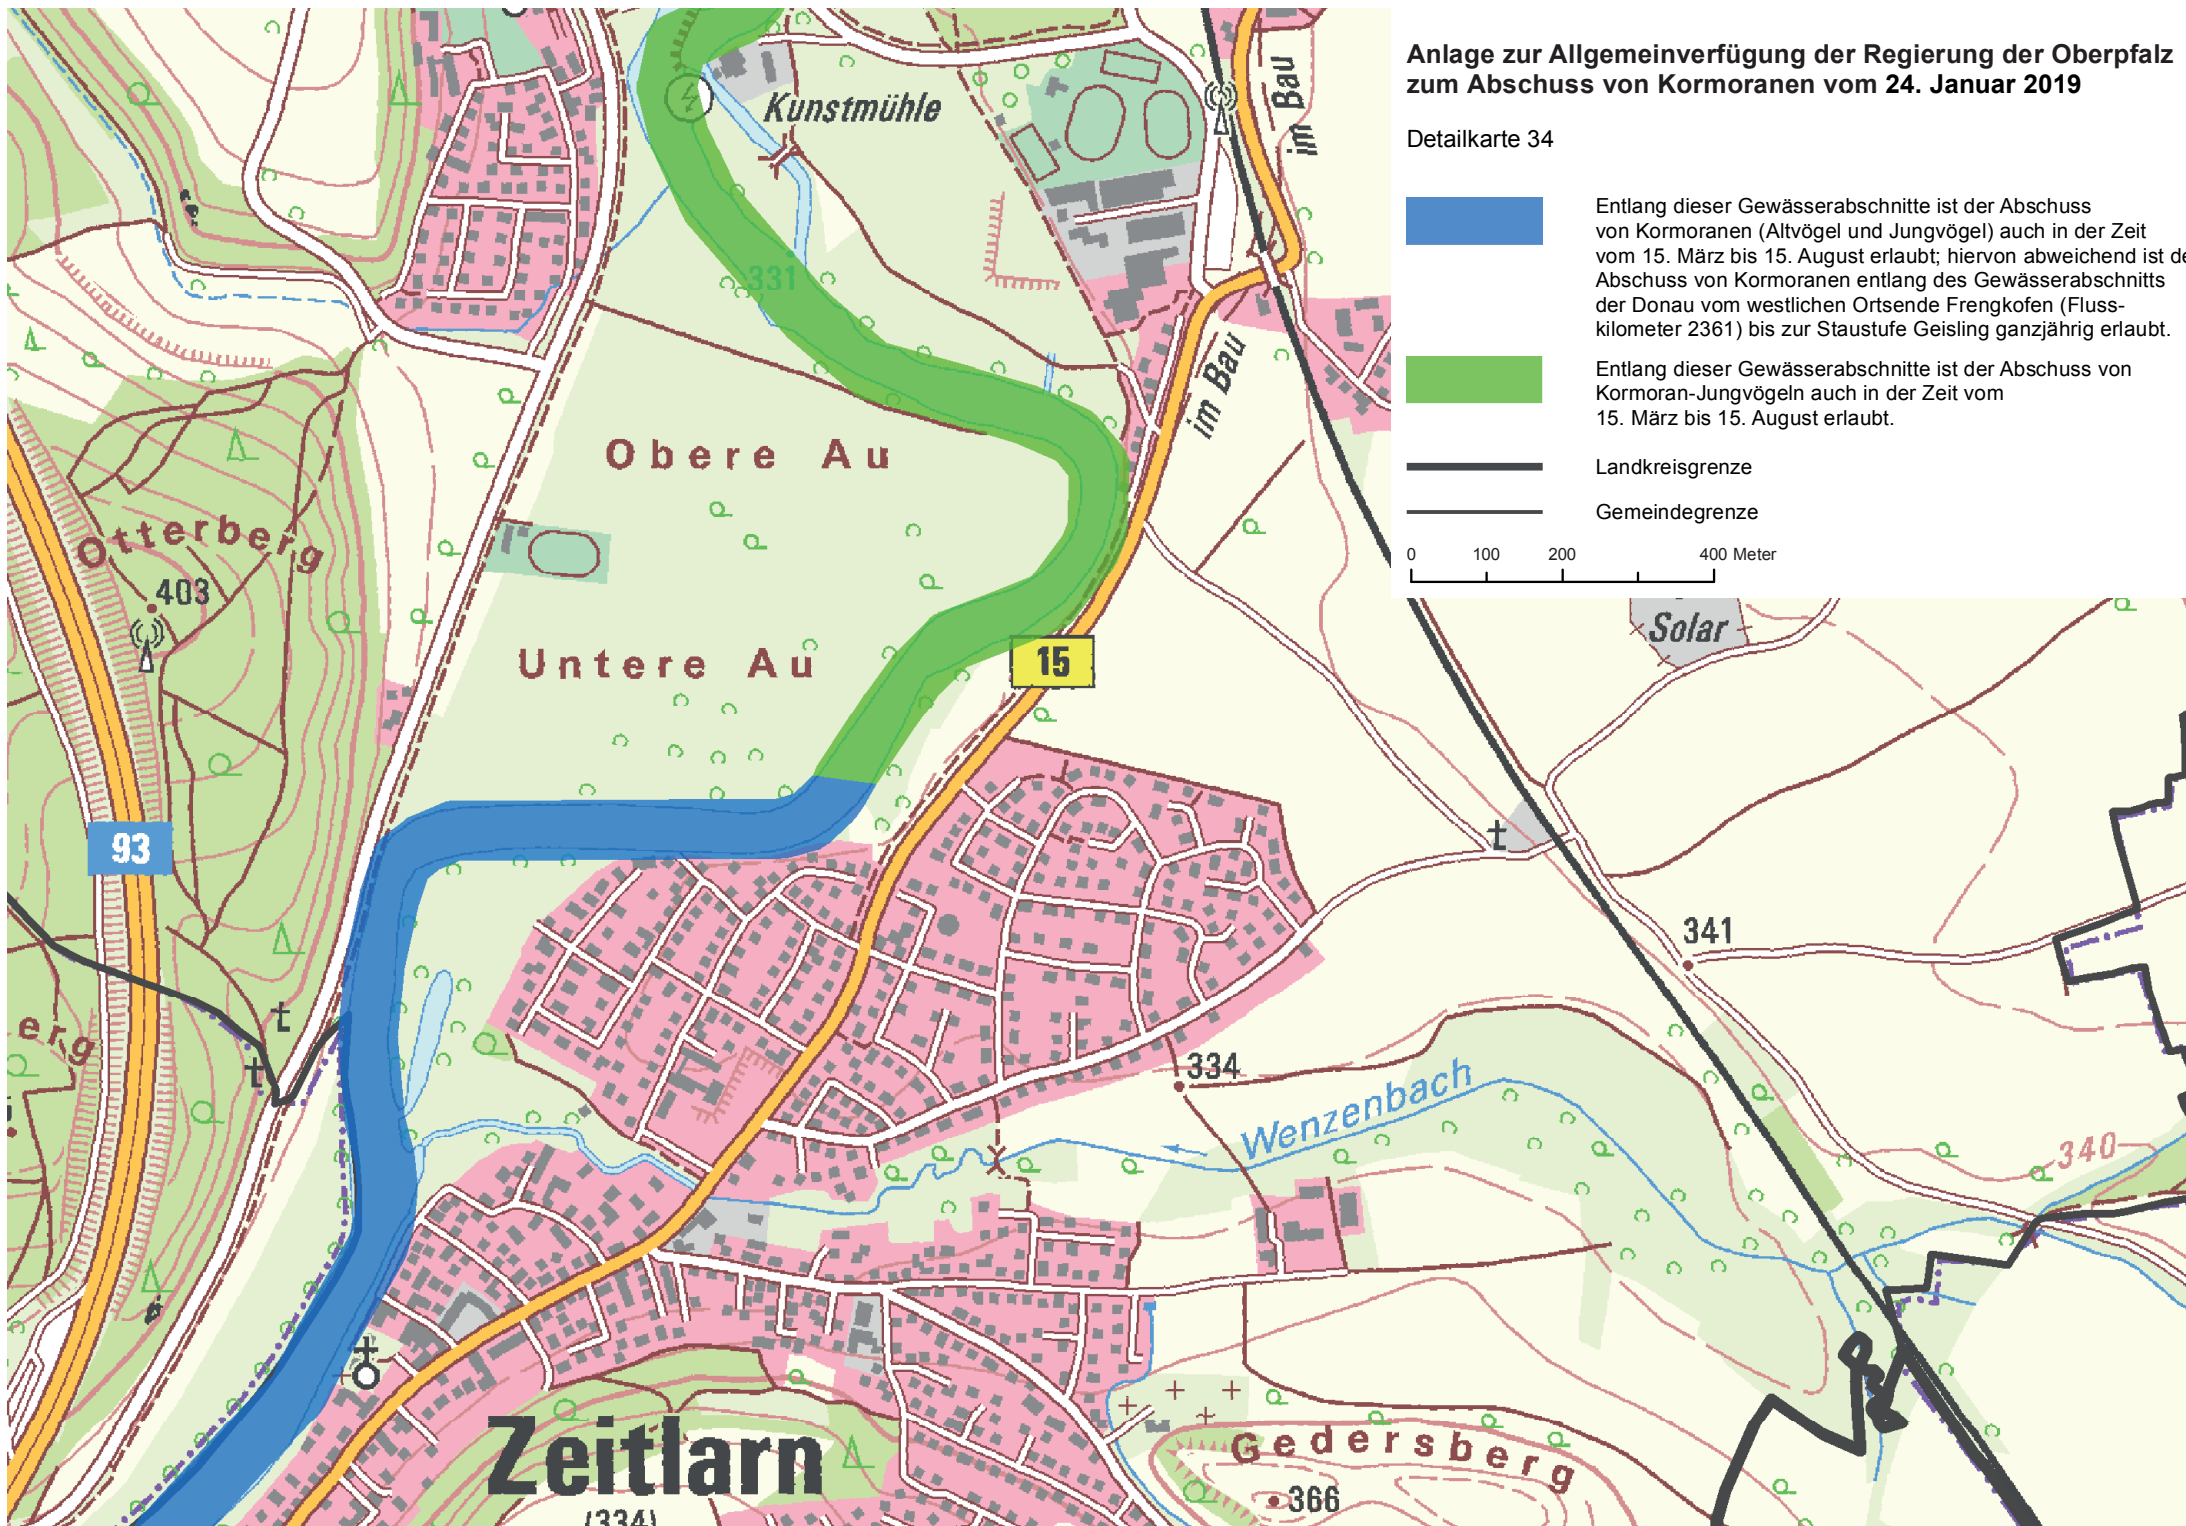 Anlage zur Allgemeinverfügung der Regierung der Oberpfalz
zum Abschuss von Kormoranen vom 24. Januar 2019
Detailkarte 34
Entlang dieser Gewässerabschnitte ist der Abschuss
von Kormoranen (Altvögel und Jungvögel) auch in der Zeit
vom 15. März bis 15. August erlaubt; hiervon abweichend ist de
Abschuss von Kormoranen entlang des Gewässerabschnitts
der Donau vom westlichen Ortsende Frengkofen (Fluss-
kilometer 2361) bis zur Staustufe Geisling ganzjährig erlaubt.
Entlang dieser Gewässerabschnitte ist der Abschuss von
Kormoran-Jungvögeln auch in der Zeit vom
15. März bis 15. August erlaubt.
Landkreisgrenze
Gemeindegrenze
0 100 200 400 Meter
Kunstmühle
im Bau
331
im Bau
Obere Au
Otterberg
403
Untere Au
15
Solar
93
341
erg
334
Wenzenbach
340
Zeitlarn
(334)
Gedersberg
366